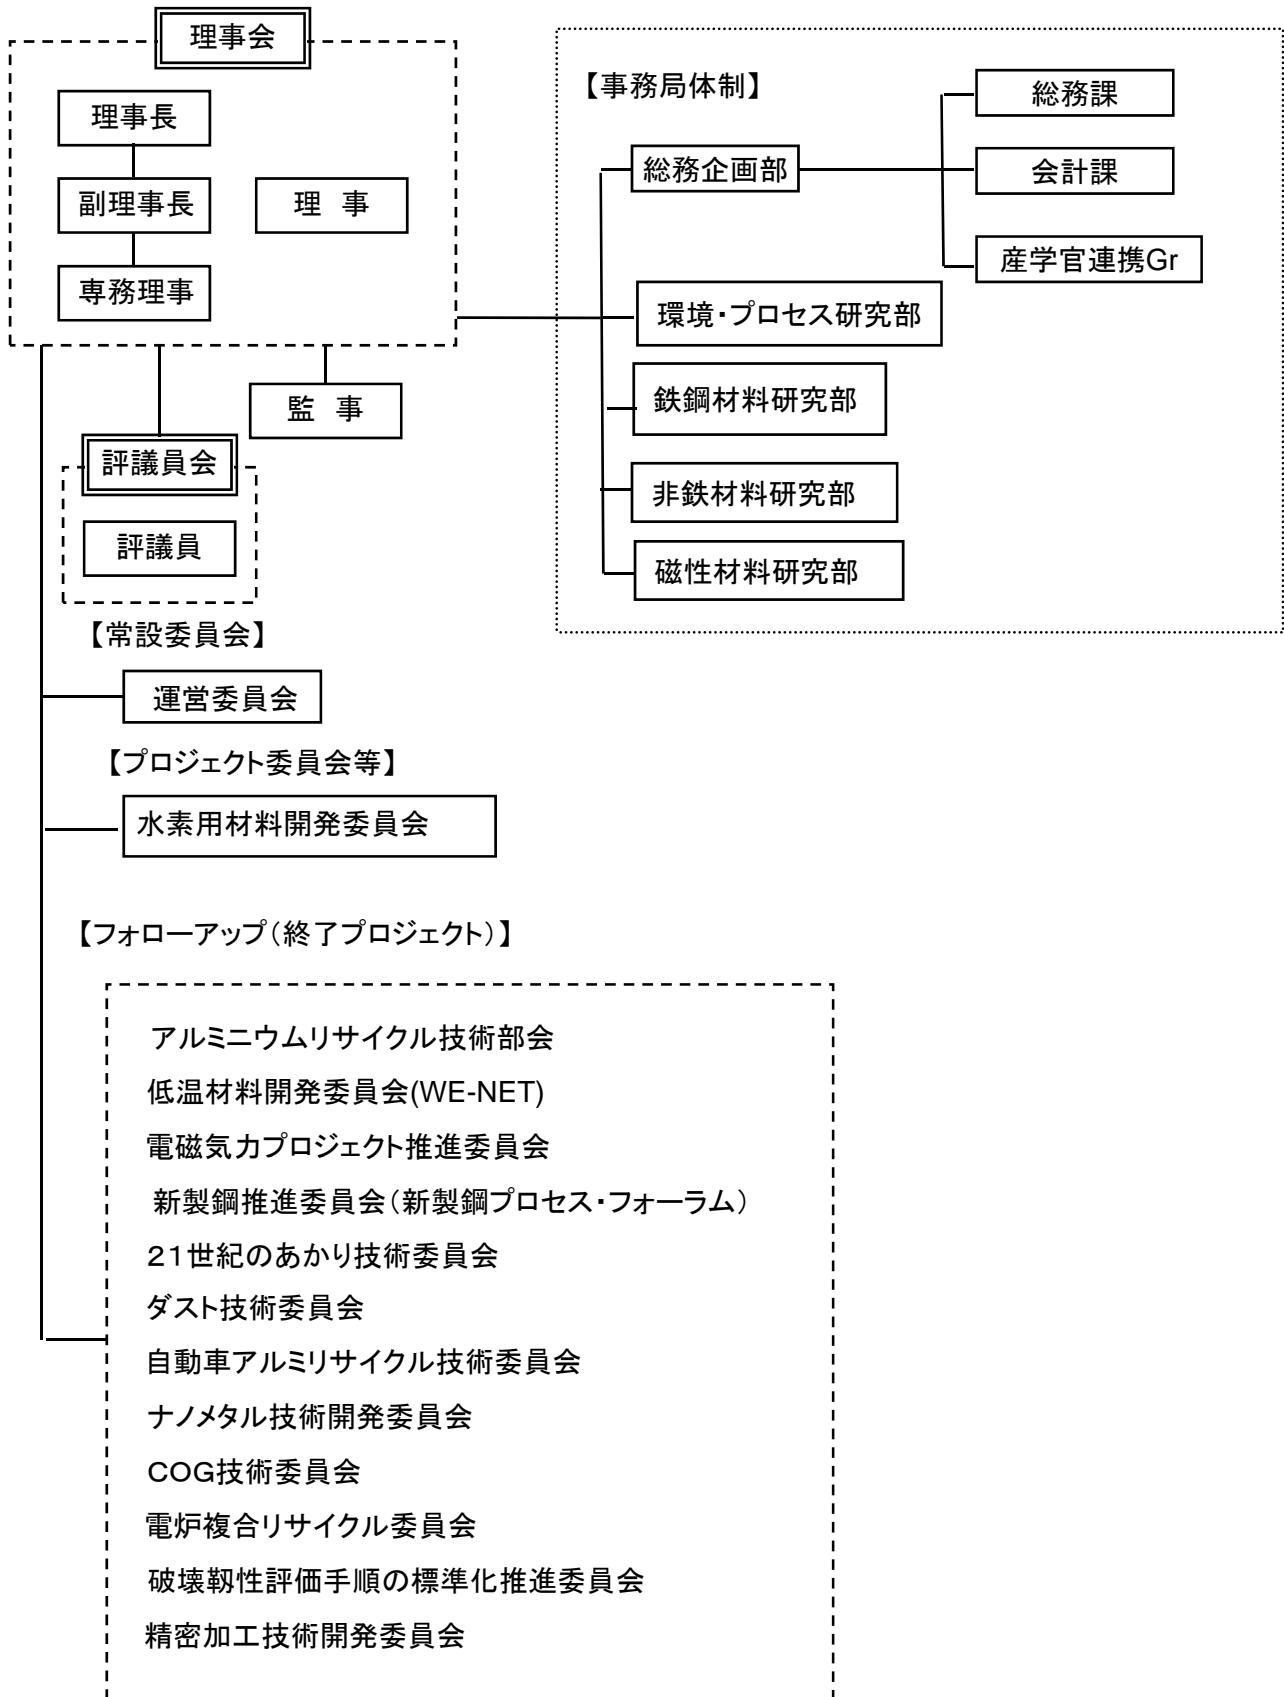 理事会
理事長
副理事長
理　事
専務理事
監　事
評議員会
評議員
【事務局体制】
総務企画部
総務課
会計課
産学官連携Gr
環境・プロセス研究部
鉄鋼材料研究部
非鉄材料研究部
磁性材料研究部
【常設委員会】
運営委員会
【プロジェクト委員会等】
水素用材料開発委員会
【フォローアップ（終了プロジェクト）】
アルミニウムリサイクル技術部会
低温材料開発委員会(WE-NET)
電磁気力プロジェクト推進委員会
新製鋼推進委員会（新製鋼プロセス・フォーラム）
２１世紀のあかり技術委員会
ダスト技術委員会
自動車アルミリサイクル技術委員会
ナノメタル技術開発委員会
ＣＯＧ技術委員会
電炉複合リサイクル委員会
破壊靱性評価手順の標準化推進委員会
精密加工技術開発委員会